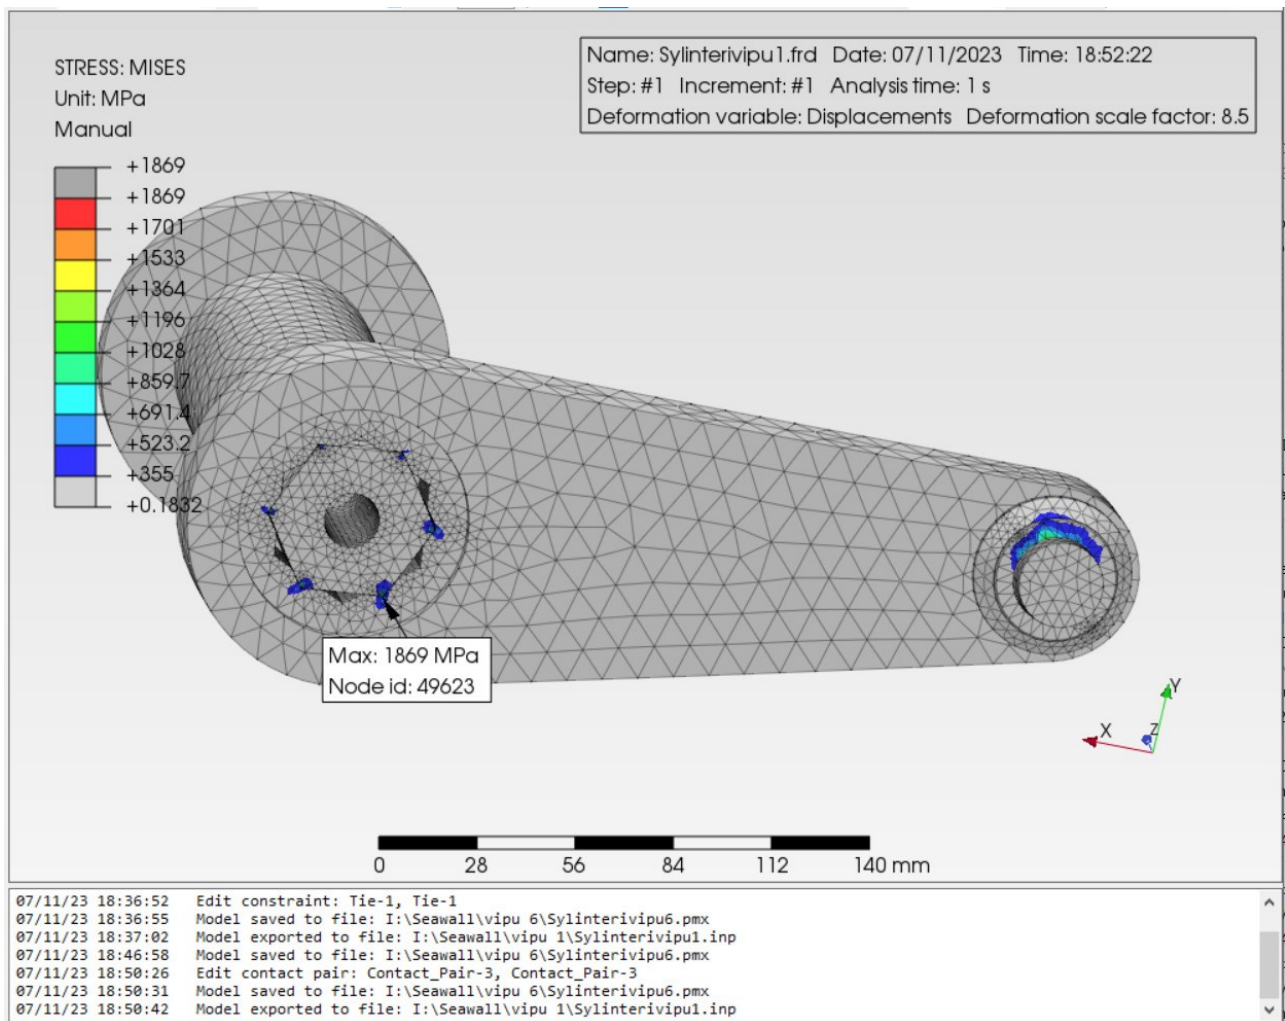 STRESS: MISES
Unit: MPa
Manual
+1869
+1869
+1701
+1533
+1364
+1196
+1028
+859.7
+691.4
+523.2
+355
+0.1832
Name: Sylinterivipu1.frd Date: 07/11/2023 Time: 18:52:22
Step: #1 Increment: #1 Analysis time: 1 s
Deformation variable: Displacements Deformation scale factor: 8.5
Max: 1869 MPa
Node id: 49623
Y
X
Z
0 28 56 84 112 140 mm
07/11/23 18:36:52 Edit constraint: Tie-1, Tie-1
07/11/23 18:36:55 Model saved to file: I:\Seawall\vipu 6\Sylinterivipu6.pmx
07/11/23 18:37:02 Model exported to file: I:\Seawall\vipu 1\Sylinterivipu1.inp
07/11/23 18:46:58 Model saved to file: I:\Seawall\vipu 6\Sylinterivipu6.pmx
07/11/23 18:50:26 Edit contact pair: Contact_Pair-3, Contact_Pair-3
07/11/23 18:50:31 Model saved to file: I:\Seawall\vipu 6\Sylinterivipu6.pmx
07/11/23 18:50:42 Model exported to file: I:\Seawall\vipu 1\Sylinterivipu1.inp